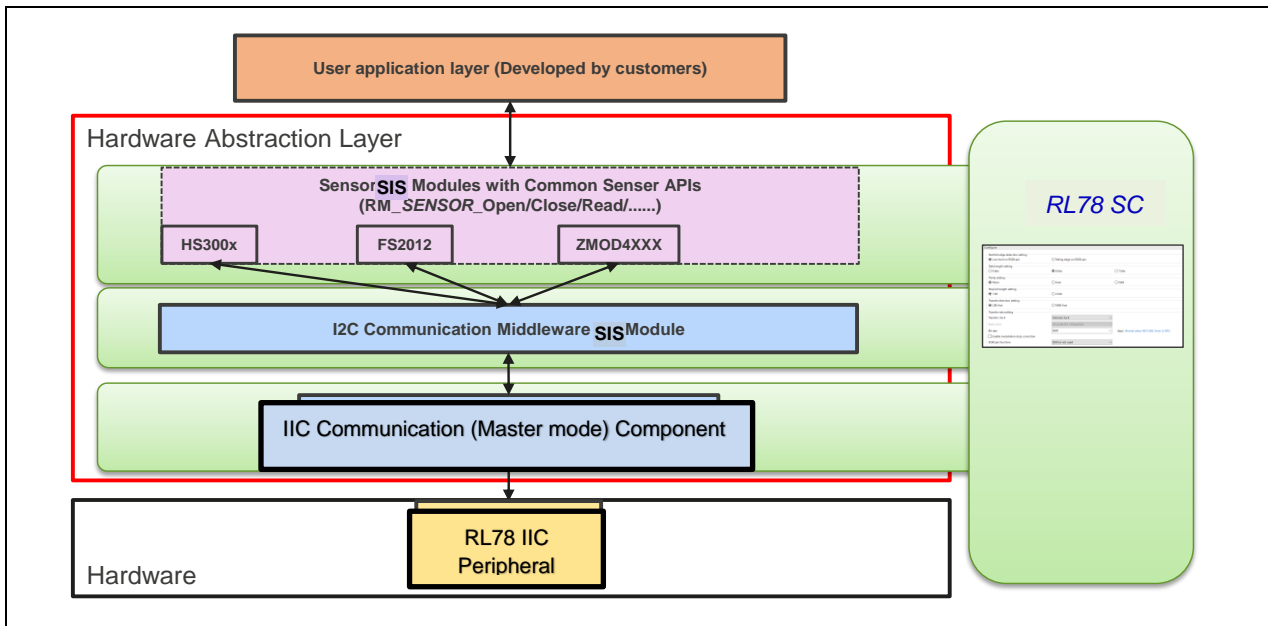 User application layer (Developed by customers)
Hardware Abstraction Layer
Sensor SIS Modules with Common Senser APIs
(RM_SENSOR_Open/Close/Read/......)
HS300x
FS2012
ZMOD4XXX
I2C Communication Middleware SIS Module
IIC Communication (Master mode) Component
RL78 IIC
Peripheral
Hardware
RL78 SC